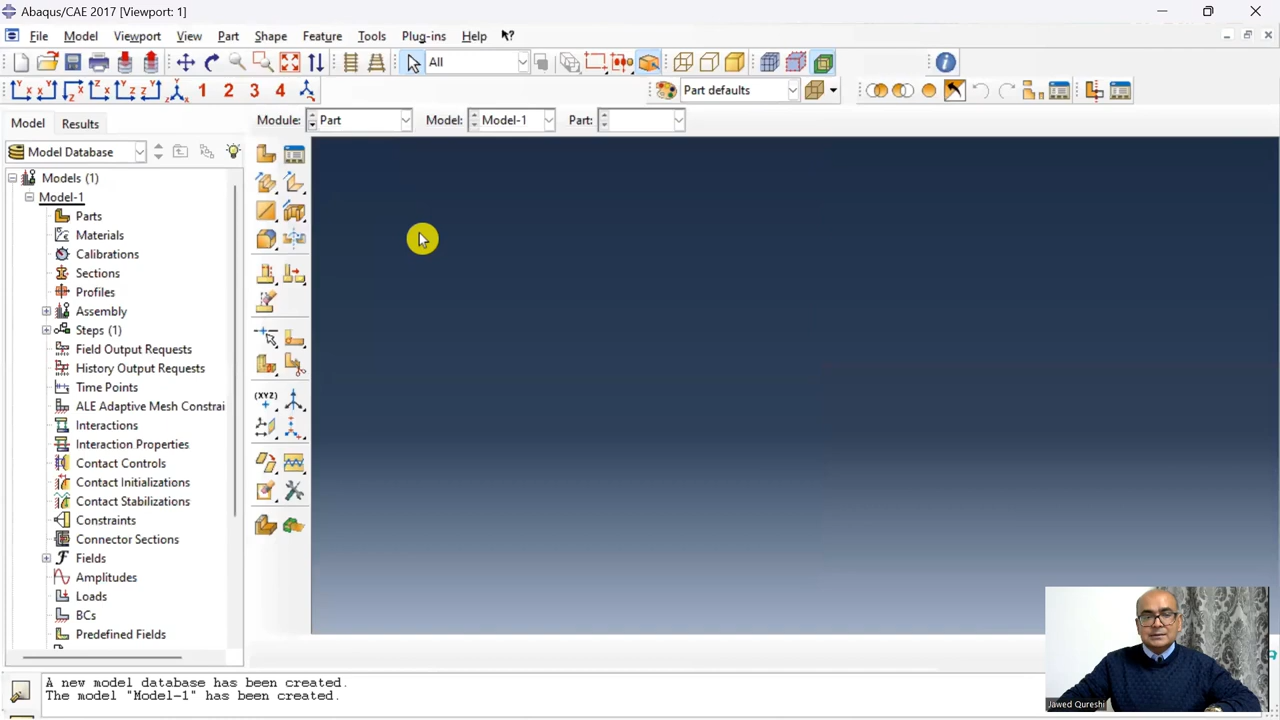 Abaqus/CAE 2017 [Viewport: 1]
File Model Viewport View Part Shape Feature Tools Plug-ins Help
All
1 2 3 4 Part defaults
Model Results Module: Part Model: Model-1 Part:
Model Database
Models (1)
Model-1
Parts
Materials
Calibrations
Sections
Profiles
Assembly
Steps (1)
Field Output Requests
History Output Requests
Time Points
ALE Adaptive Mesh Constrai
Interactions
Interaction Properties
Contact Controls
Contact Initializations
Contact Stabilizations
Constraints
Connector Sections
Fields
Amplitudes
Loads
BCs
Predefined Fields
(XYZ)
A new model database has been created.
The model "Model-1" has been created.
Jawed Qureshi